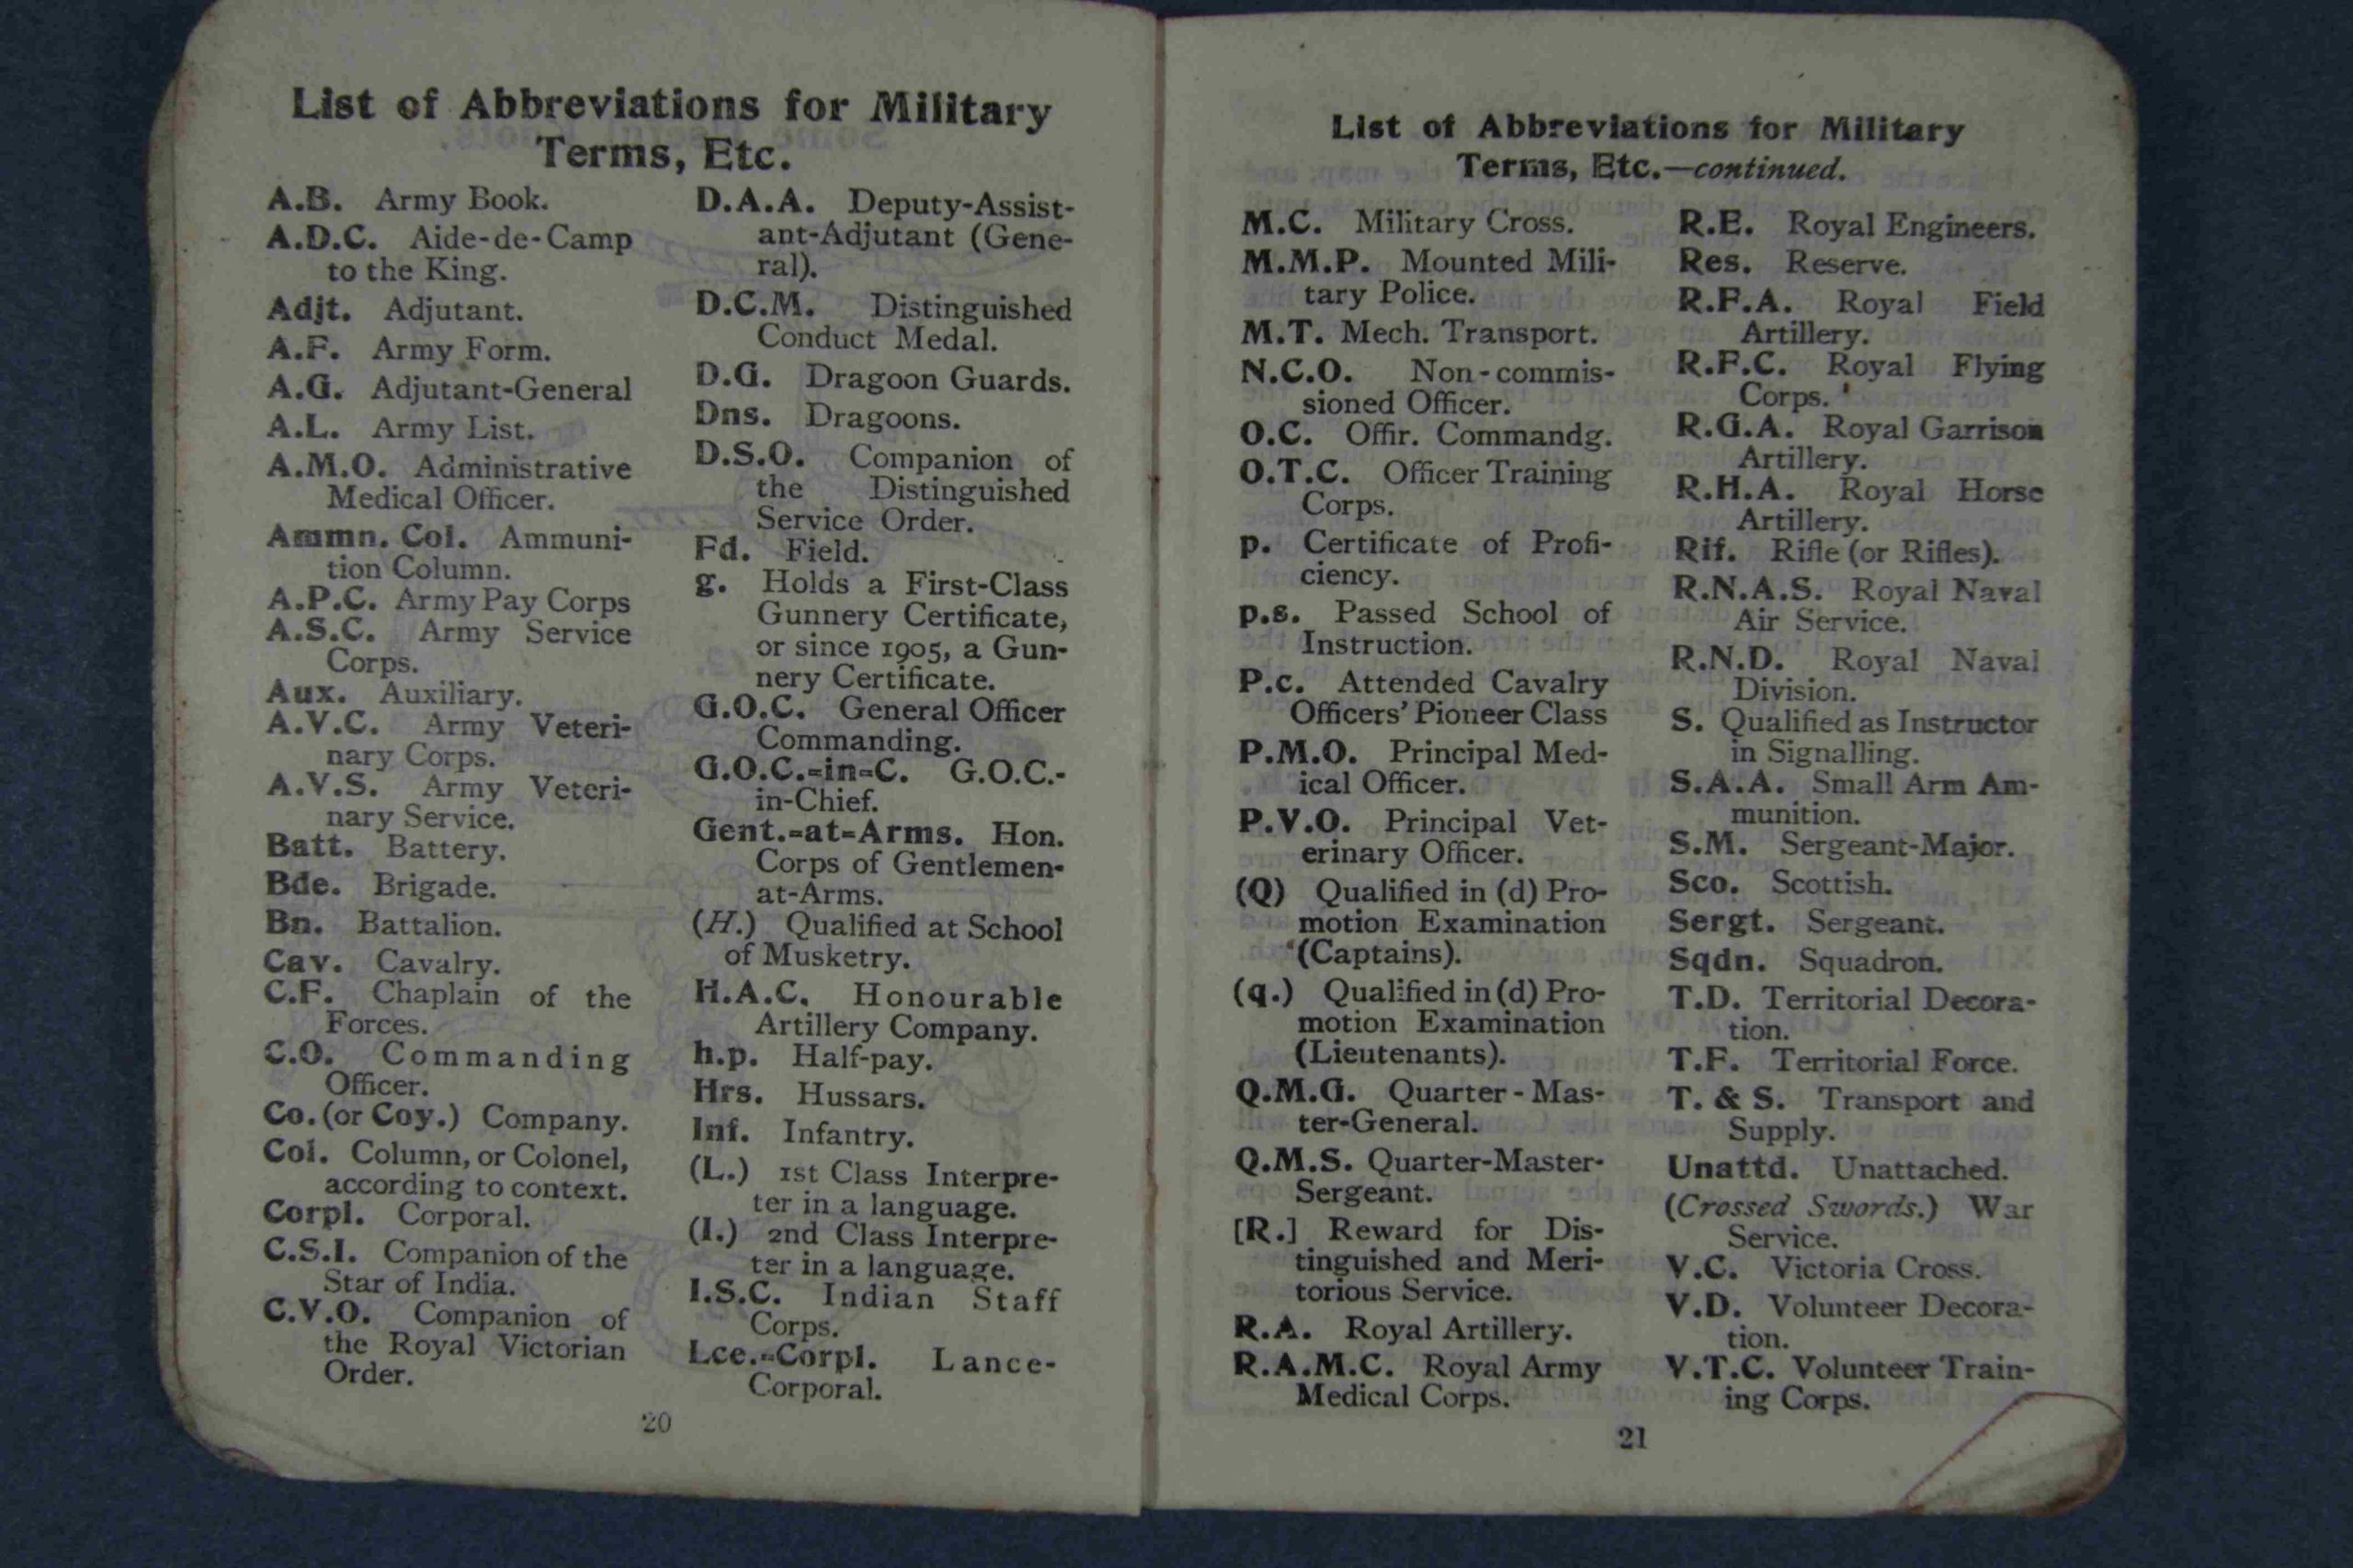 List of Abbreviations for Military
Terms, Etc.
A.B. Army Book.
A.D.C. Aide-de-Camp
to the King.
Adjt. Adjutant.
A.F. Army Form.
A.G. Adjutant-General
A.L. Army List.
A.M.O. Administrative
Medical Officer.
Ammn. Col. Ammuni-
tion Column.
A.P.C. Army Pay Corps
A.S.C. Army Service
Corps.
Aux. Auxiliary.
A.V.C. Army Veteri-
nary Corps.
A.V.S. Army Veteri-
nary Service.
Batt. Battery.
Bde. Brigade.
Bn. Battalion.
Cav. Cavalry.
C.F. Chaplain of the
Forces.
C.O. Commanding
Officer.
Co. (or Coy.) Company.
Col. Column, or Colonel,
according to context.
Corpl. Corporal.
C.S.I. Companion of the
Star of India.
C.V.O. Companion of
the Royal Victorian
Order.
D.A.A. Deputy-Assist-
ant-Adjutant (Gene-
ral).
D.C.M. Distinguished
Conduct Medal.
D.G. Dragoon Guards.
Dns. Dragoons.
D.S.O. Companion of
the Distinguished
Service Order.
Fd. Field.
g. Holds a First-Class
Gunnery Certificate,
or since 1905, a Gun-
nery Certificate.
G.O.C. General Officer
Commanding.
G.O.C.-in-C. G.O.C.-
in-Chief.
Gent.-at-Arms. Hon.
Corps of Gentlemen-
at-Arms.
(H.) Qualified at School
of Musketry.
H.A.C. Honourable
Artillery Company.
h.p. Half-pay.
Hrs. Hussars.
Inf. Infantry.
(L.) 1st Class Interpre-
ter in a language.
(l.) 2nd Class Interpre-
ter in a language.
I.S.C. Indian Staff
Corps.
Lce.-Corpl. Lance-
Corporal.
20
List of Abbreviations for Military
Terms, Etc.—continued.
M.C. Military Cross.
M.M.P. Mounted Mili-
tary Police.
M.T. Mech. Transport.
N.C.O. Non-commis-
sioned Officer.
O.C. Offir. Commandg.
O.T.C. Officer Training
Corps.
p. Certificate of Profi-
ciency.
p.s. Passed School of
Instruction.
P.c. Attended Cavalry
Officers' Pioneer Class
P.M.O. Principal Med-
ical Officer.
P.V.O. Principal Vet-
erinary Officer.
(Q) Qualified in (d) Pro-
motion Examination
(Captains).
(q.) Qualified in (d) Pro-
motion Examination
(Lieutenants).
Q.M.G. Quarter-Mas-
ter-General.
Q.M.S. Quarter-Master-
Sergeant.
[R.] Reward for Dis-
tinguished and Meri-
torious Service.
R.A. Royal Artillery.
R.A.M.C. Royal Army
Medical Corps.
R.E. Royal Engineers.
Res. Reserve.
R.F.A. Royal Field
Artillery.
R.F.C. Royal Flying
Corps.
R.G.A. Royal Garrison
Artillery.
R.H.A. Royal Horse
Artillery.
Rif. Rifle (or Rifles).
R.N.A.S. Royal Naval
Air Service.
R.N.D. Royal Naval
Division.
S. Qualified as Instructor
in Signalling.
S.A.A. Small Arm Am-
munition.
S.M. Sergeant-Major.
Sco. Scottish.
Sergt. Sergeant.
Sqdn. Squadron.
T.D. Territorial Decora-
tion.
T.F. Territorial Force.
T. & S. Transport and
Supply.
Unattd. Unattached.
(Crossed Swords.) War
Service.
V.C. Victoria Cross.
V.D. Volunteer Decora-
tion.
V.T.C. Volunteer Train-
ing Corps.
21